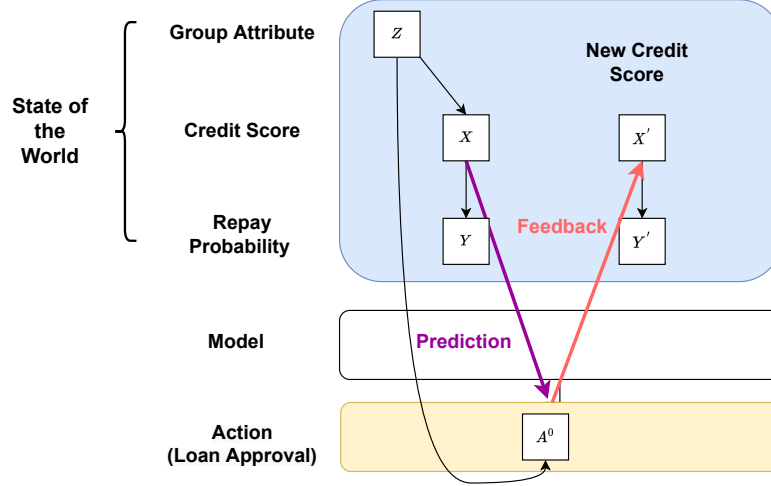 Group Attribute
Z
New Credit
Score
State of
the
World
Credit Score
X
X'
Repay
Probability
Y
Feedback
Y'
Model
Prediction
Action
(Loan Approval)
A⁰